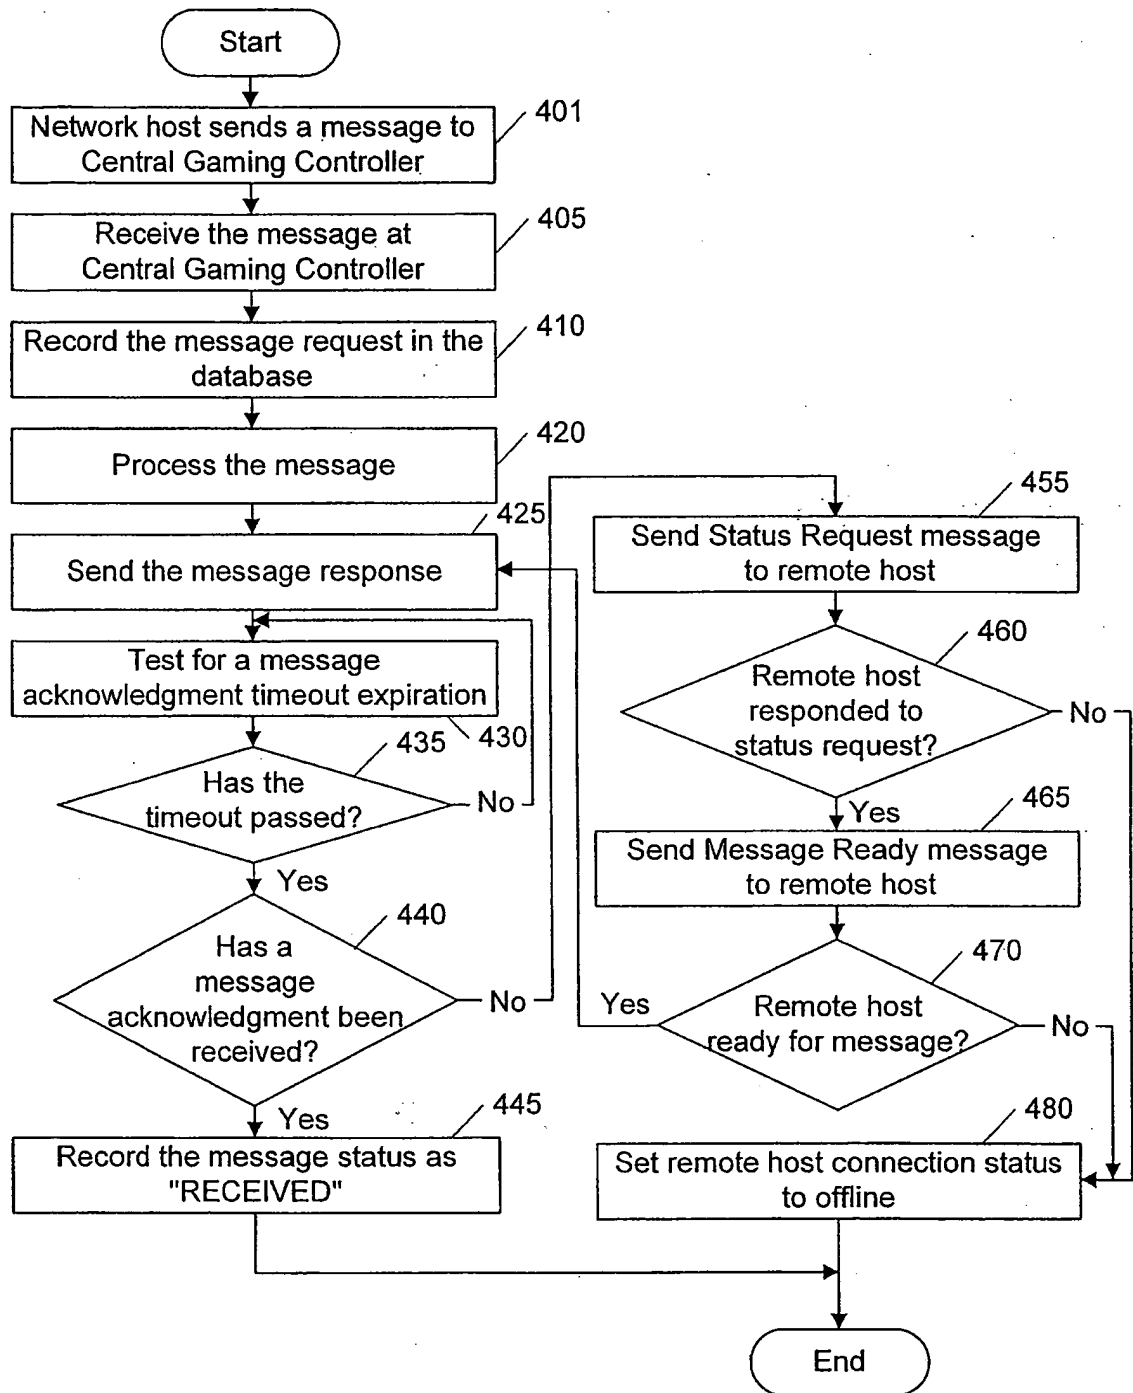 Start
Network host sends a message to
Central Gaming Controller
401
Receive the message at
Central Gaming Controller
405
Record the message request in the
database
410
Process the message
420
Send the message response
425
Test for a message
acknowledgment timeout expiration
430
Has the
timeout passed?
435
No
Yes
Has a
message
acknowledgment been
received?
440
No
Yes
Record the message status as
"RECEIVED"
445
Send Status Request message
to remote host
455
Remote host
responded to
status request?
460
No
Yes
Send Message Ready message
to remote host
465
Remote host
ready for message?
470
Yes
No
Set remote host connection status
to offline
480
End